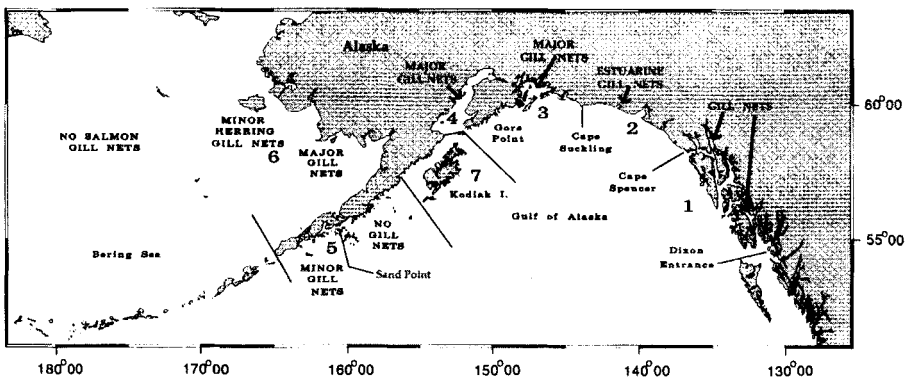 Alaska
MAJOR
GILL NETS
MAJOR
GILL NETS
ESTUARINE
GILL NETS
GILL NETS
60°00
NO SALMON
GILL NETS
MINOR
HERRING
GILL NETS
6
MAJOR
GILL
NETS
4
Gore
Point
3
Cape
Suckling
2
Cape
Spencer
7
Kodiak I.
1
Gulf of Alaska
NO
GILL
NETS
Bering Sea
5
MINOR
GILL
NETS
Sand Point
Dixon
Entrance
55°00
180°00
170°00
160°00
150°00
140°00
130°00